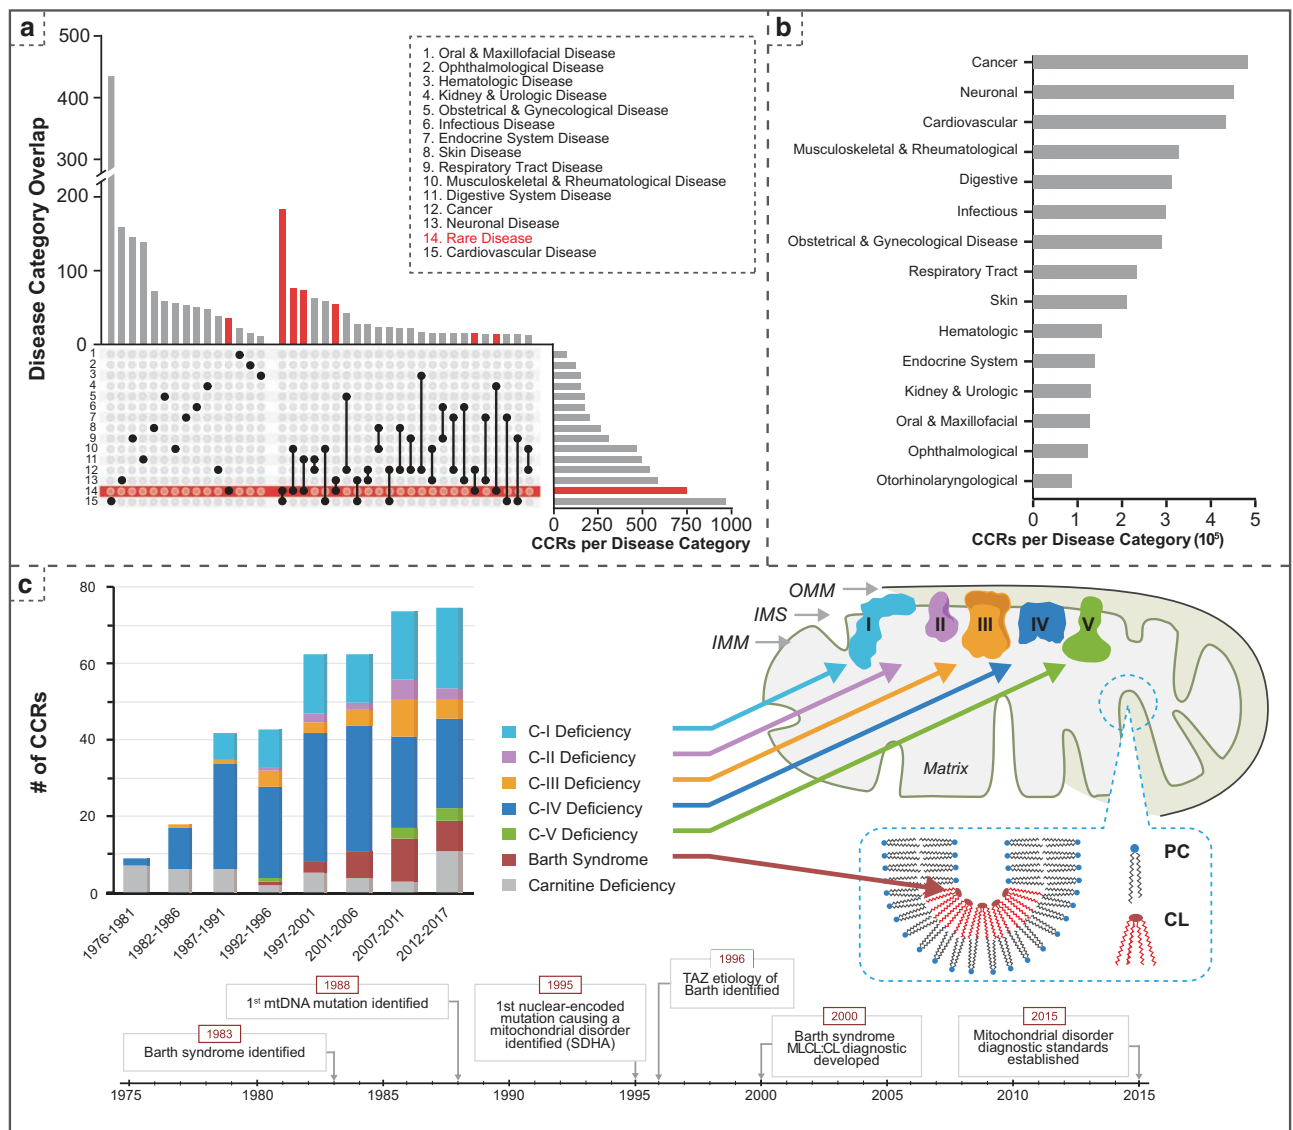 a
500
400
300
200
100
0
Disease Category Overlap
1. Oral & Maxillofacial Disease
2. Ophthalmological Disease
3. Hematologic Disease
4. Kidney & Urologic Disease
5. Obstetrical & Gynecological Disease
6. Infectious Disease
7. Endocrine System Disease
8. Skin Disease
9. Respiratory Tract Disease
10. Musculoskeletal & Rheumatological Disease
11. Digestive System Disease
12. Cancer
13. Neuronal Disease
14. Rare Disease
15. Cardiovascular Disease
1
2
3
4
5
6
7
8
9
10
11
12
13
14
15
0 250 500 750 1000
CCRs per Disease Category
b
Cancer
Neuronal
Cardiovascular
Musculoskeletal & Rheumatological
Digestive
Infectious
Obstetrical & Gynecological Disease
Respiratory Tract
Skin
Hematologic
Endocrine System
Kidney & Urologic
Oral & Maxillofacial
Ophthalmological
Otorhinolaryngological
0 1 2 3 4 5
CCRs per Disease Category (10⁵)
c
80
60
40
20
0
# of CCRs
1976-1981
1982-1986
1987-1991
1992-1996
1997-2001
2001-2006
2007-2011
2012-2017
C-I Deficiency
C-II Deficiency
C-III Deficiency
C-IV Deficiency
C-V Deficiency
Barth Syndrome
Carnitine Deficiency
OMM
IMS
IMM
I
II
III
IV
V
Matrix
PC
CL
1983
Barth syndrome identified
1988
1st mtDNA mutation identified
1995
1st nuclear-encoded
mutation causing a
mitochondrial disorder
identified (SDHA)
1996
TAZ etiology of
Barth identified
2000
Barth syndrome
MLCL:CL diagnostic
developed
2015
Mitochondrial disorder
diagnostic standards
established
1975 1980 1985 1990 1995 2000 2005 2010 2015